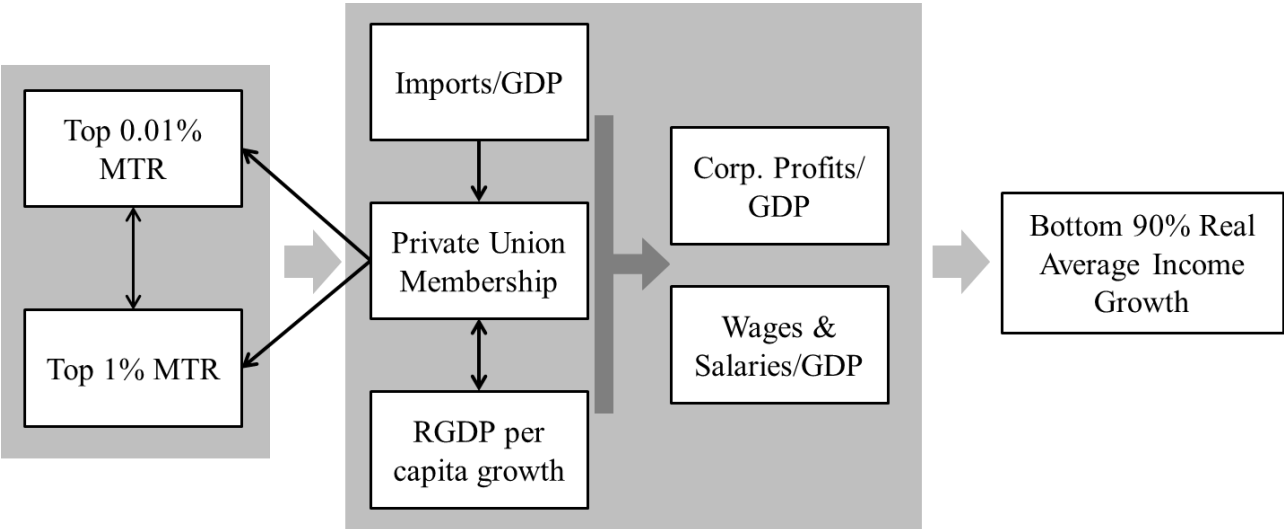 Top 0.01%
MTR
Top 1% MTR
Imports/GDP
Private Union
Membership
RGDP per
capita growth
Corp. Profits/
GDP
Wages &
Salaries/GDP
Bottom 90% Real
Average Income
Growth